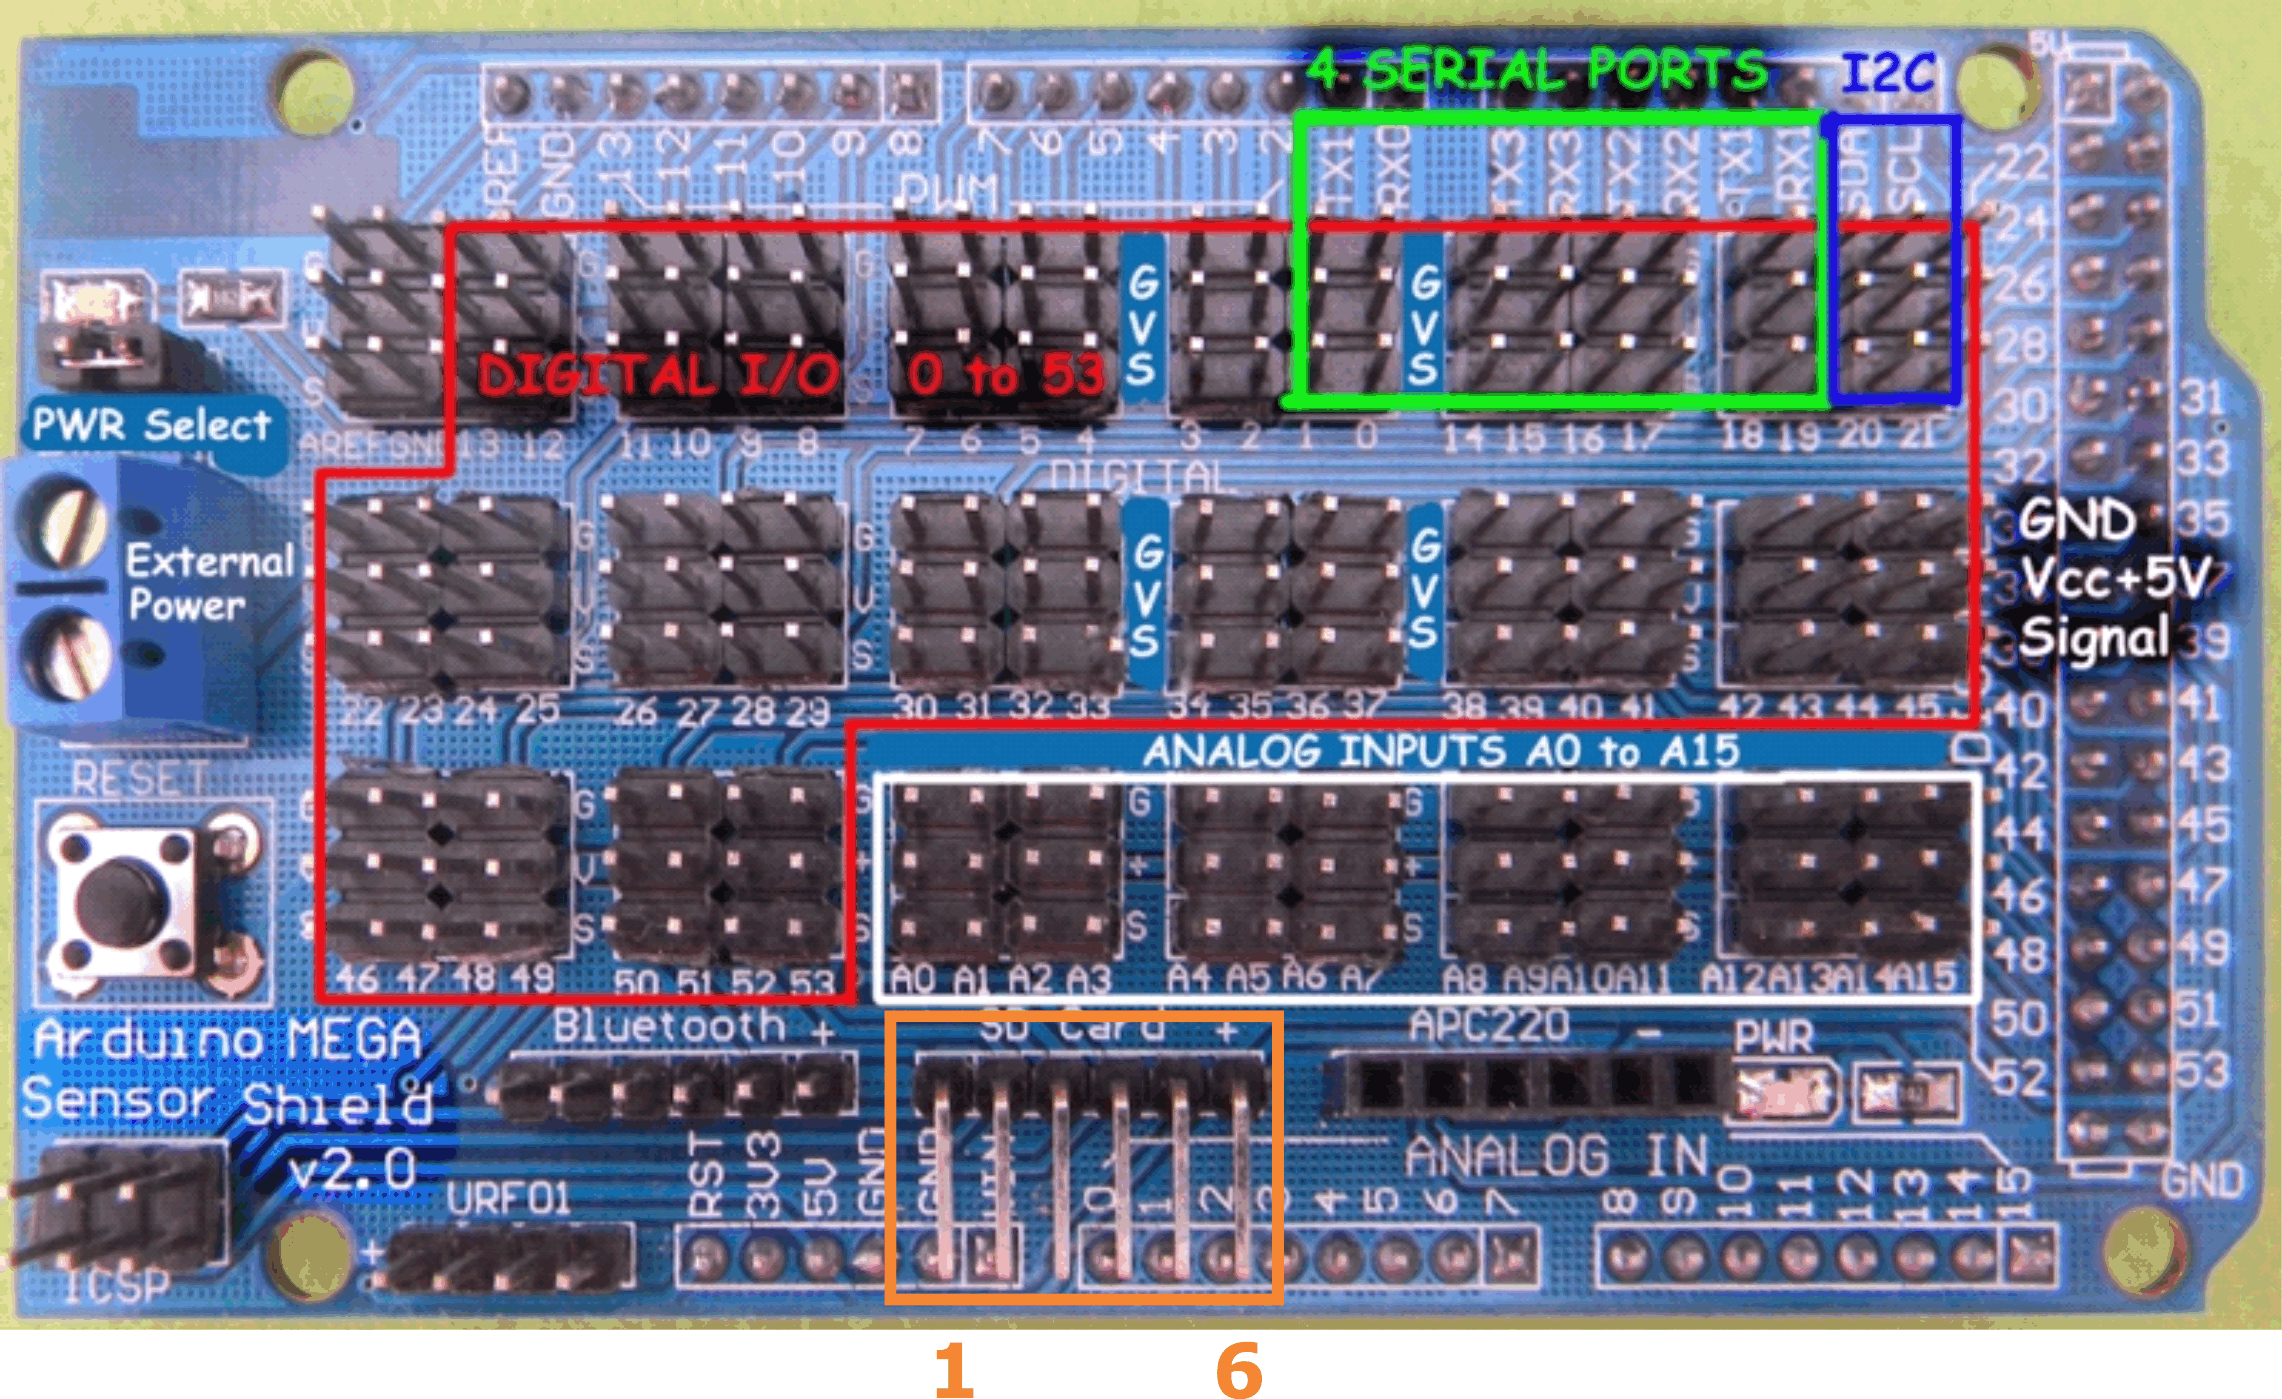 4 SERIAL PORTS I2C
5V
AREF GND 13 12 11 10 9 8 7 6 5 4 3 2 TX1 RX0 TX3 RX3 TX2 RX2 TX1 RX1 SDA SCL
PWM
22
24
26
28
30 31
32 33
35
G V S
G V S
DIGITAL I/O 0 to 53
PWR Select
AREF GND 13 12 11 10 9 8 7 6 5 4 3 2 1 0 14 15 16 17 18 19 20 21
DIGITAL
G V S
G V S
GND
Vcc+5V
Signal 39
External
Power
22 23 24 25 26 27 28 29 30 31 32 33 34 35 36 37 38 39 40 41 42 43 44 45
40 41
ANALOG INPUTS A0 to A15
42 43
44 45
46 47
48 49
50 51
52 53
RESET
G V S
G + S
G + S
46 47 48 49 50 51 52 53 A0 A1 A2 A3 A4 A5 A6 A7 A8 A9 A10 A11 A12 A13 A14 A15
Arduino MEGA
Sensor Shield
v2.0
Bluetooth +
SD Card +
APC220 -
PWR
ANALOG IN
RST 3V3 5V GND GND VIN 0 1 2 3 4 5 6 7 8 9 10 11 12 13 14 15
GND
URF01
+
-
ICSP
1 6